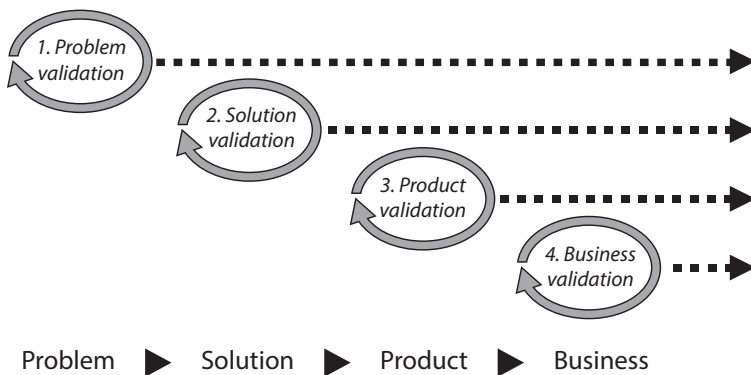 1. Problem
validation
2. Solution
validation
3. Product
validation
4. Business
validation
Problem Solution Product Business